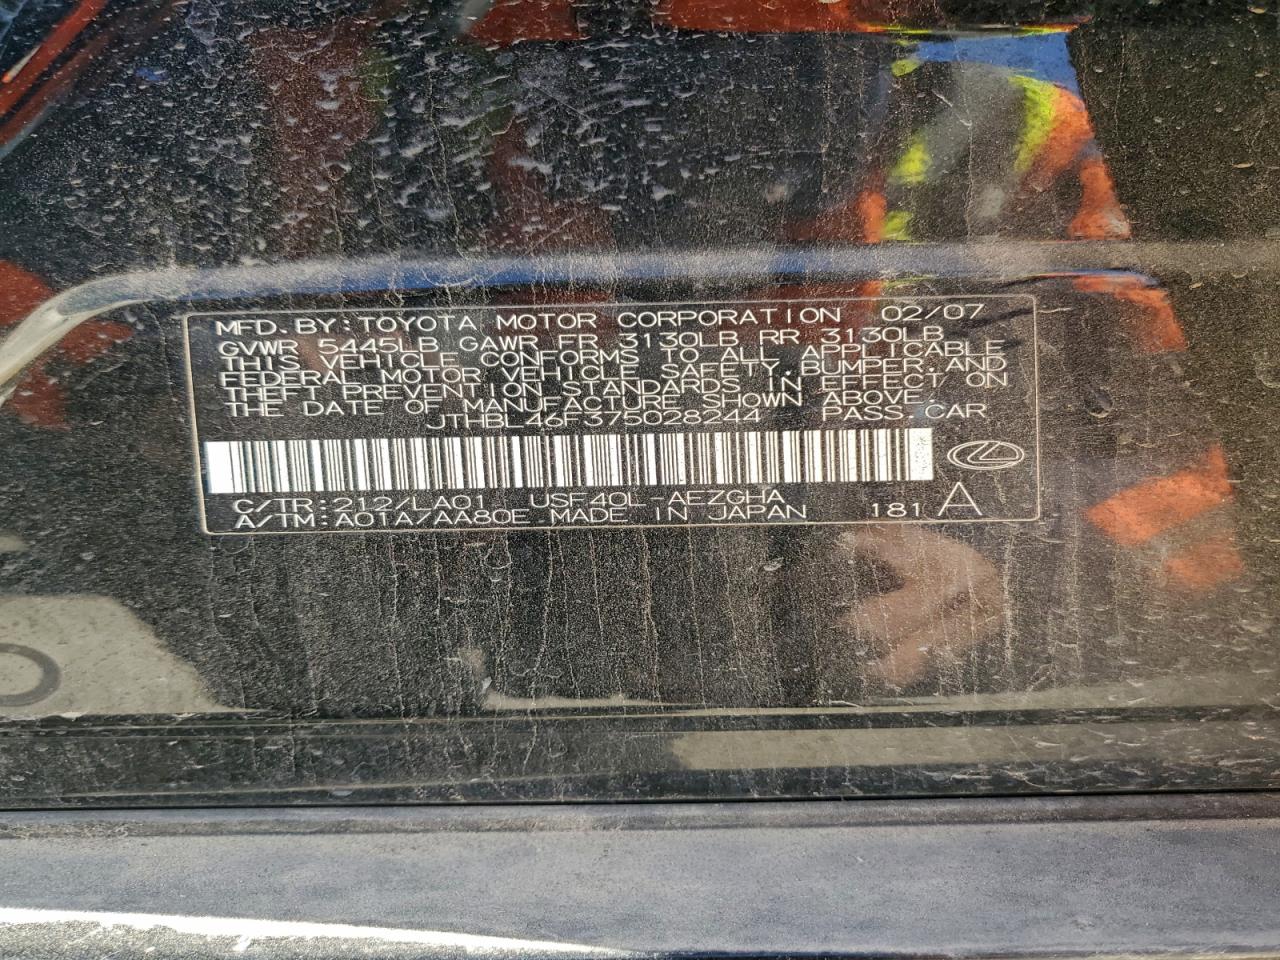 MFD.BY:TOYOTA MOTOR CORPORATION 02/07
GVWR 5445LB GAWR FR 3130LB RR 3130LB
THIS VEHICLE CONFORMS TO ALL APPLICABLE
FEDERAL MOTOR VEHICLE SAFETY,BUMPER,AND
THEFT PREVENTION STANDARDS IN EFFECT ON
THE DATE OF MANUFACTURE SHOWN ABOVE.
JTHBL46F375028244 PASS.CAR
C/TR:212/LA01 USF40L-AEZGHA
A/TM:A01A/AA80E MADE IN JAPAN 181 A